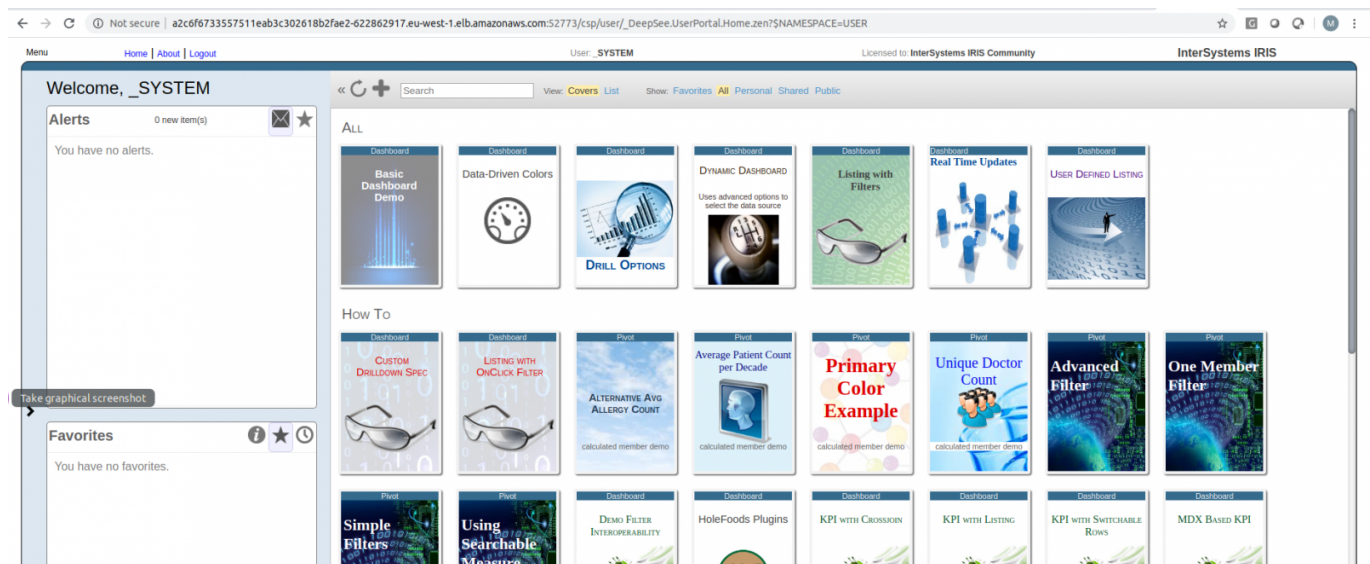 Not secure | a2c6f6733557511eab3c302618b2fae2-622862917.eu-west-1.elb.amazonaws.com:52773/csp/user/_DeepSee.UserPortal.Home.zen?$NAMESPACE=USER
M
Menu
Home | About | Logout
User: _SYSTEM
Licensed to: InterSystems IRIS Community
InterSystems IRIS
Welcome, _SYSTEM
« Search
View: Covers List
Show: Favorites All Personal Shared Public
Alerts
0 new item(s)
You have no alerts.
Take graphical screenshot
Favorites
You have no favorites.
ALL
Dashboard
Basic
Dashboard
Demo
Dashboard
Data-Driven Colors
Dashboard
DRILL OPTIONS
Dashboard
DYNAMIC DASHBOARD
Uses advanced options to
select the data source
Dashboard
Listing with
Filters
Dashboard
Real Time Updates
Dashboard
USER DEFINED LISTING
HOW TO
Dashboard
CUSTOM
DRILLDOWN SPEC
Dashboard
LISTING WITH
ONCLICK FILTER
Pivot
ALTERNATIVE AVG
ALLERGY COUNT
calculated member demo
Pivot
Average Patient Count
per Decade
calculated member demo
Pivot
Primary
Color
Example
calculated member demo
Pivot
Unique Doctor
Count
calculated member demo
Pivot
Advanced
Filter
Pivot
One Member
Filter
Pivot
Simple
Filters
Pivot
Using
Searchable
Measure
Dashboard
DEMO FILTER
INTEROPERABILITY
Dashboard
HoleFoods Plugins
Dashboard
KPI WITH CROSSJOIN
Dashboard
KPI WITH LISTING
Dashboard
KPI WITH SWITCHABLE
ROWS
Dashboard
MDX BASED KPI